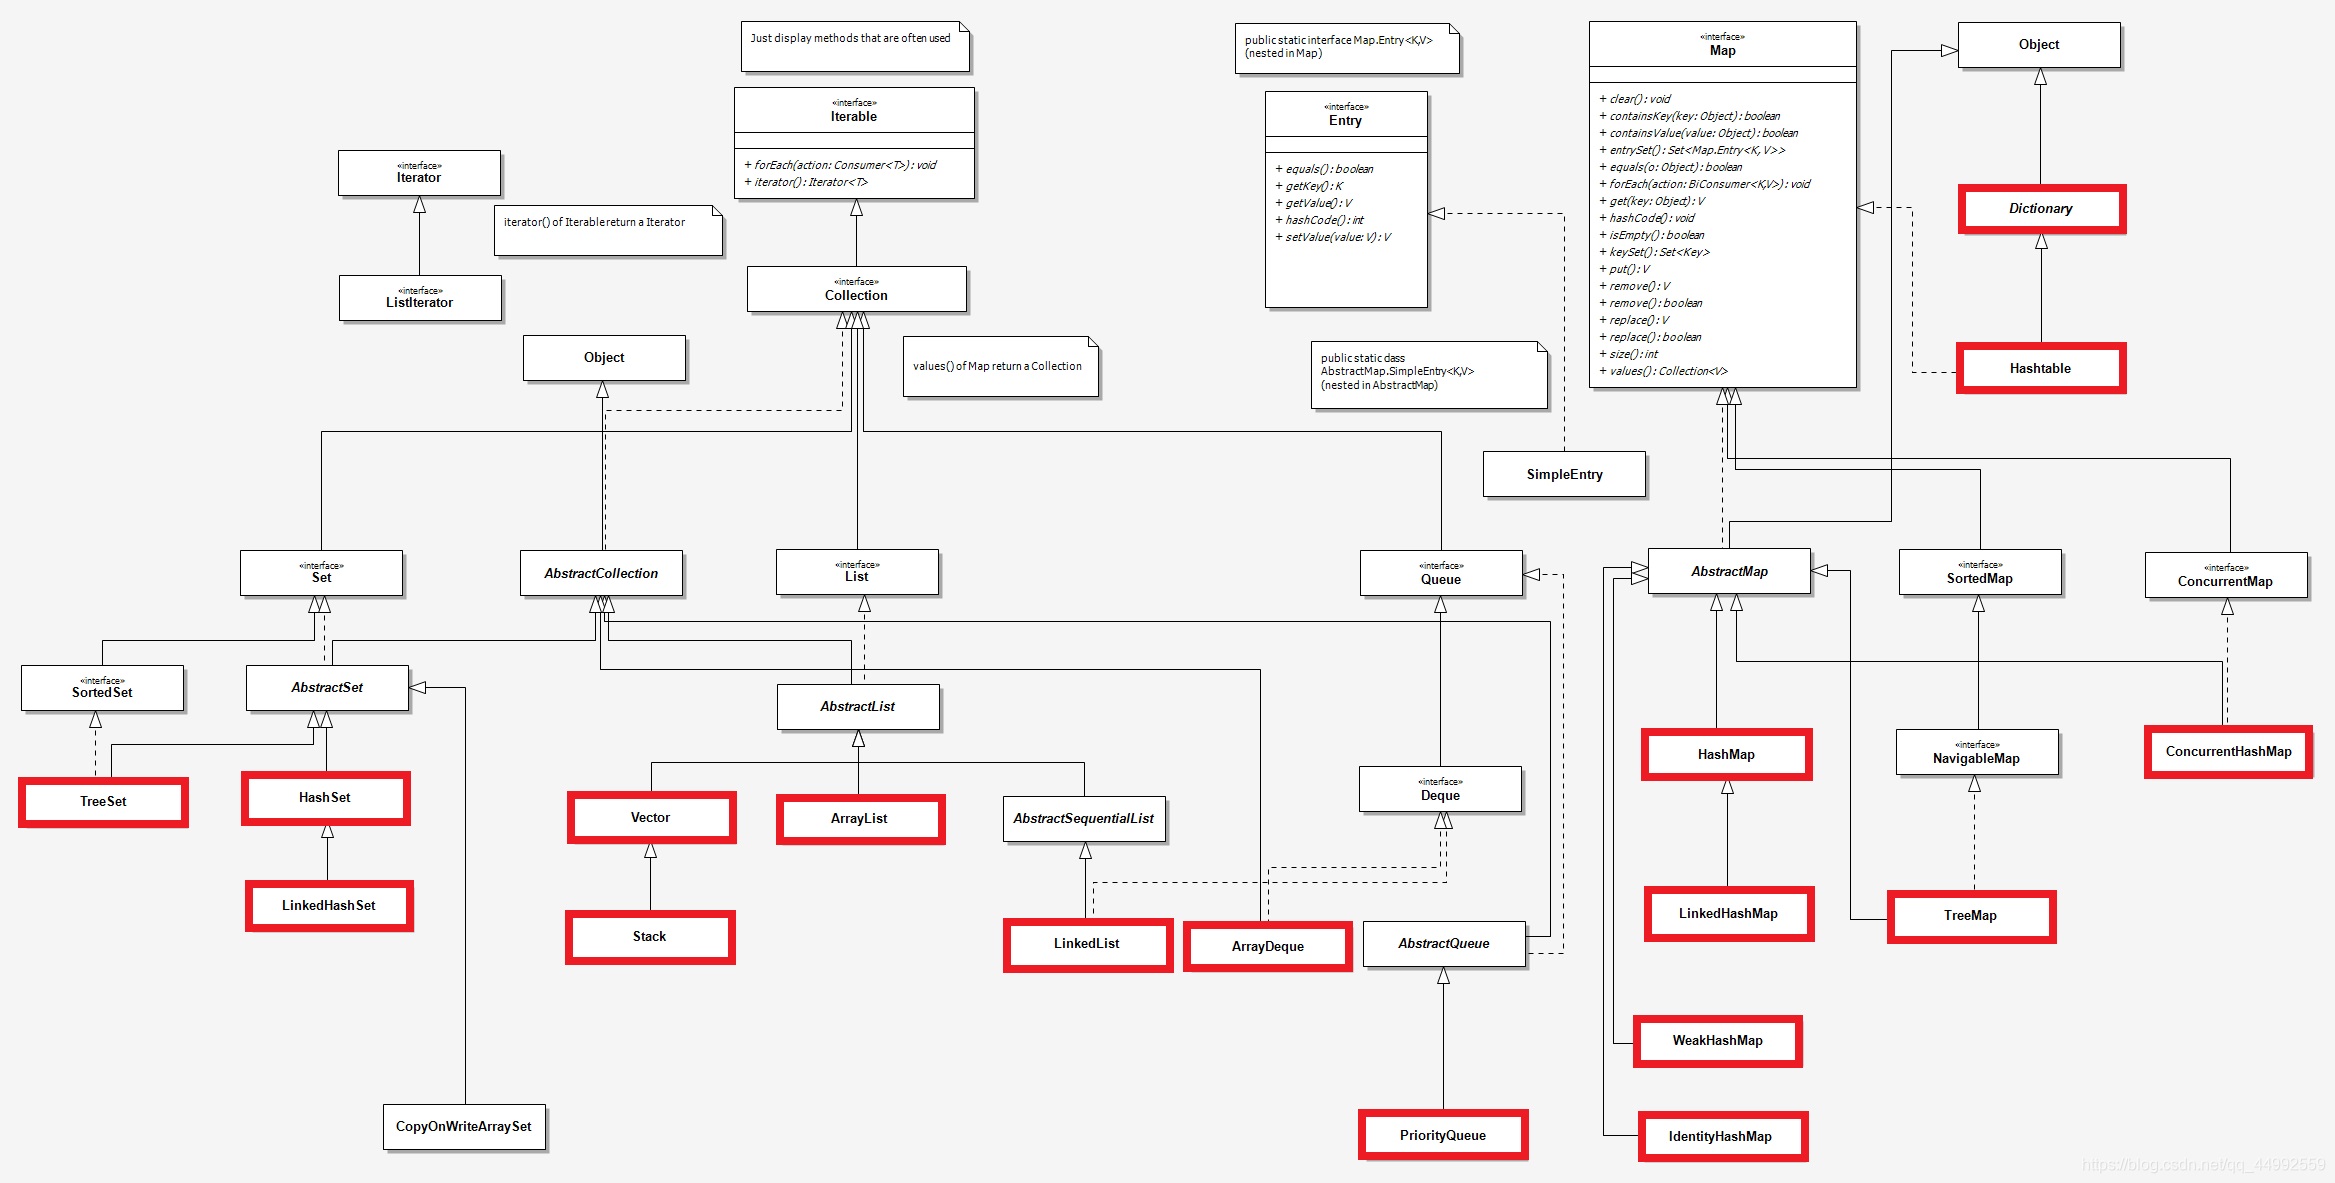 Just display methods that are often used
public static interface Map.Entry<K,V>
(nested in Map)
«interface»
Map
+ clear(): void
+ containsKey(key: Object): boolean
+ containsValue(value: Object): boolean
+ entrySet(): Set<Map.Entry<K, V>>
+ equals(o: Object): boolean
+ forEach(action: BiConsumer<K,V>): void
+ get(key: Object): V
+ hashCode(): void
+ isEmpty(): boolean
+ keySet(): Set<Key>
+ put(): V
+ remove(): V
+ remove(): boolean
+ replace(): V
+ replace(): boolean
+ size(): int
+ values(): Collection<V>
Object
«interface»
Iterable
+ forEach(action: Consumer<T>): void
+ iterator(): Iterator<T>
«interface»
Entry
+ equals(): boolean
+ getKey(): K
+ getValue(): V
+ hashCode(): int
+ setValue(value: V): V
«interface»
Iterator
iterator() of Iterable return a Iterator
Dictionary
«interface»
ListIterator
«interface»
Collection
Object
values() of Map return a Collection
public static class
AbstractMap.SimpleEntry<K,V>
(nested in AbstractMap)
Hashtable
SimpleEntry
«interface»
Set
AbstractCollection
«interface»
List
«interface»
Queue
AbstractMap
«interface»
SortedMap
«interface»
ConcurrentMap
«interface»
SortedSet
AbstractSet
AbstractList
HashMap
«interface»
NavigableMap
ConcurrentHashMap
TreeSet
HashSet
Vector
ArrayList
AbstractSequentialList
«interface»
Deque
LinkedHashSet
Stack
LinkedList
ArrayDeque
AbstractQueue
LinkedHashMap
TreeMap
WeakHashMap
CopyOnWriteArraySet
PriorityQueue
IdentityHashMap
https://blog.csdn.net/qq_44992559